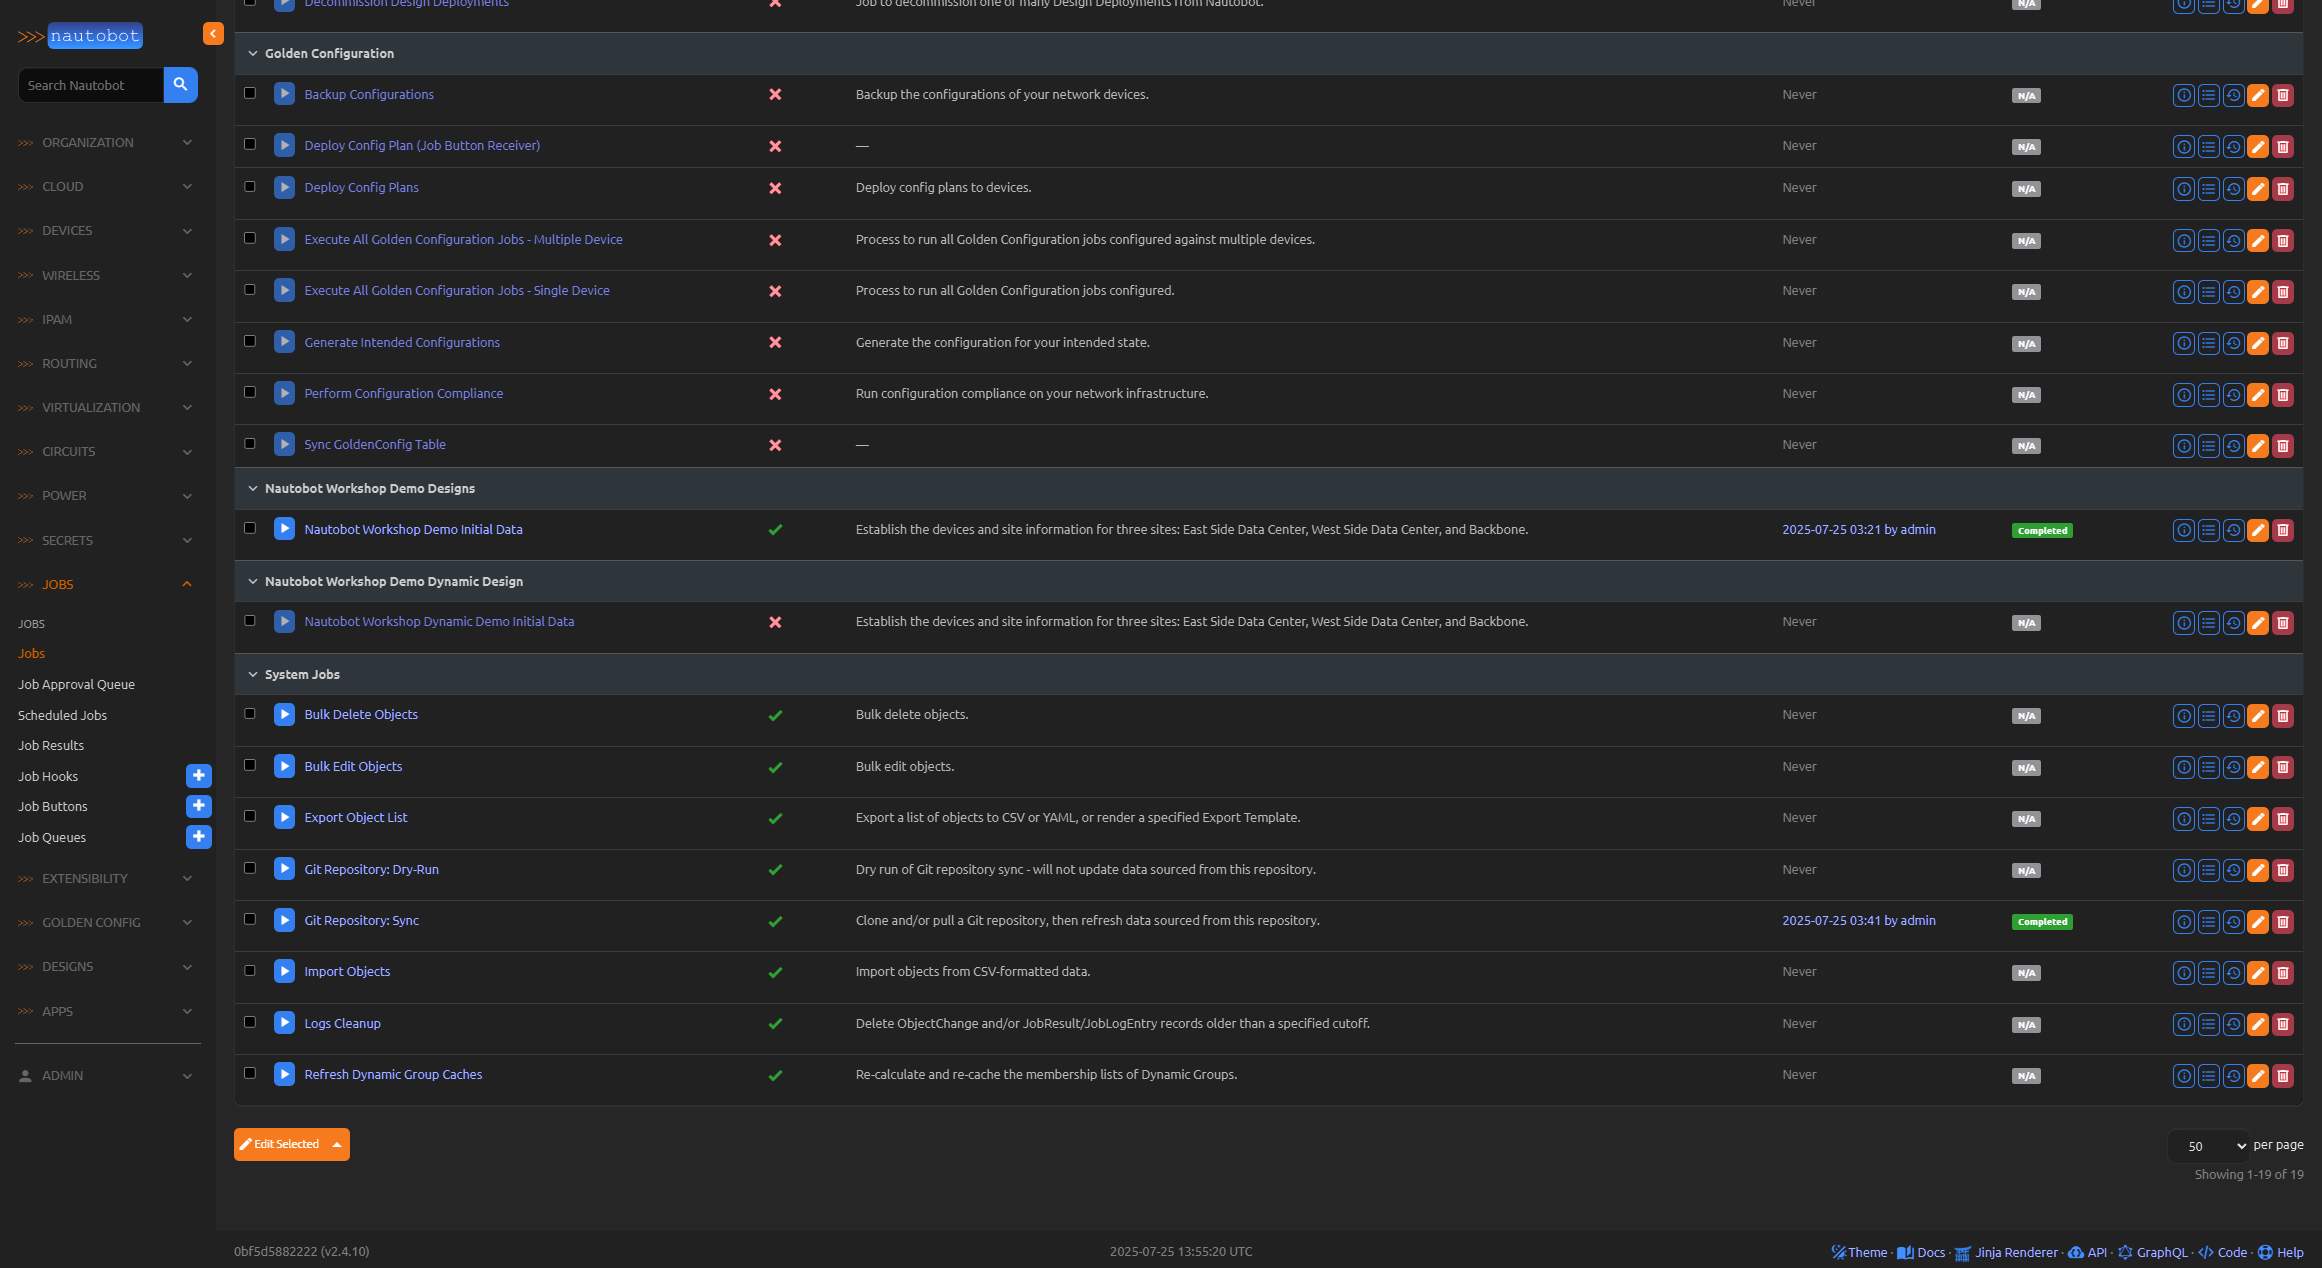 >>> nautobot
Search Nautobot
>>> ORGANIZATION
>>> CLOUD
>>> DEVICES
>>> WIRELESS
>>> IPAM
>>> ROUTING
>>> VIRTUALIZATION
>>> CIRCUITS
>>> POWER
>>> SECRETS
>>> JOBS
JOBS
Jobs
Job Approval Queue
Scheduled Jobs
Job Results
Job Hooks
Job Buttons
Job Queues
>>> EXTENSIBILITY
>>> GOLDEN CONFIG
>>> DESIGNS
>>> APPS
ADMIN
Decommission Design Deployments Job to decommission one or many Design Deployments from Nautobot. Never N/A
Golden Configuration
Backup Configurations Backup the configurations of your network devices. Never N/A
Deploy Config Plan (Job Button Receiver) — Never N/A
Deploy Config Plans Deploy config plans to devices. Never N/A
Execute All Golden Configuration Jobs - Multiple Device Process to run all Golden Configuration jobs configured against multiple devices. Never N/A
Execute All Golden Configuration Jobs - Single Device Process to run all Golden Configuration jobs configured. Never N/A
Generate Intended Configurations Generate the configuration for your intended state. Never N/A
Perform Configuration Compliance Run configuration compliance on your network infrastructure. Never N/A
Sync GoldenConfig Table — Never N/A
Nautobot Workshop Demo Designs
Nautobot Workshop Demo Initial Data Establish the devices and site information for three sites: East Side Data Center, West Side Data Center, and Backbone. 2025-07-25 03:21 by admin Completed
Nautobot Workshop Demo Dynamic Design
Nautobot Workshop Dynamic Demo Initial Data Establish the devices and site information for three sites: East Side Data Center, West Side Data Center, and Backbone. Never N/A
System Jobs
Bulk Delete Objects Bulk delete objects. Never N/A
Bulk Edit Objects Bulk edit objects. Never N/A
Export Object List Export a list of objects to CSV or YAML, or render a specified Export Template. Never N/A
Git Repository: Dry-Run Dry run of Git repository sync - will not update data sourced from this repository. Never N/A
Git Repository: Sync Clone and/or pull a Git repository, then refresh data sourced from this repository. 2025-07-25 03:41 by admin Completed
Import Objects Import objects from CSV-formatted data. Never N/A
Logs Cleanup Delete ObjectChange and/or JobResult/JobLogEntry records older than a specified cutoff. Never N/A
Refresh Dynamic Group Caches Re-calculate and re-cache the membership lists of Dynamic Groups. Never N/A
Edit Selected
50 per page
Showing 1-19 of 19
0bf5d5882222 (v2.4.10) 2025-07-25 13:55:20 UTC Theme · Docs · Jinja Renderer · API · GraphQL · Code · Help